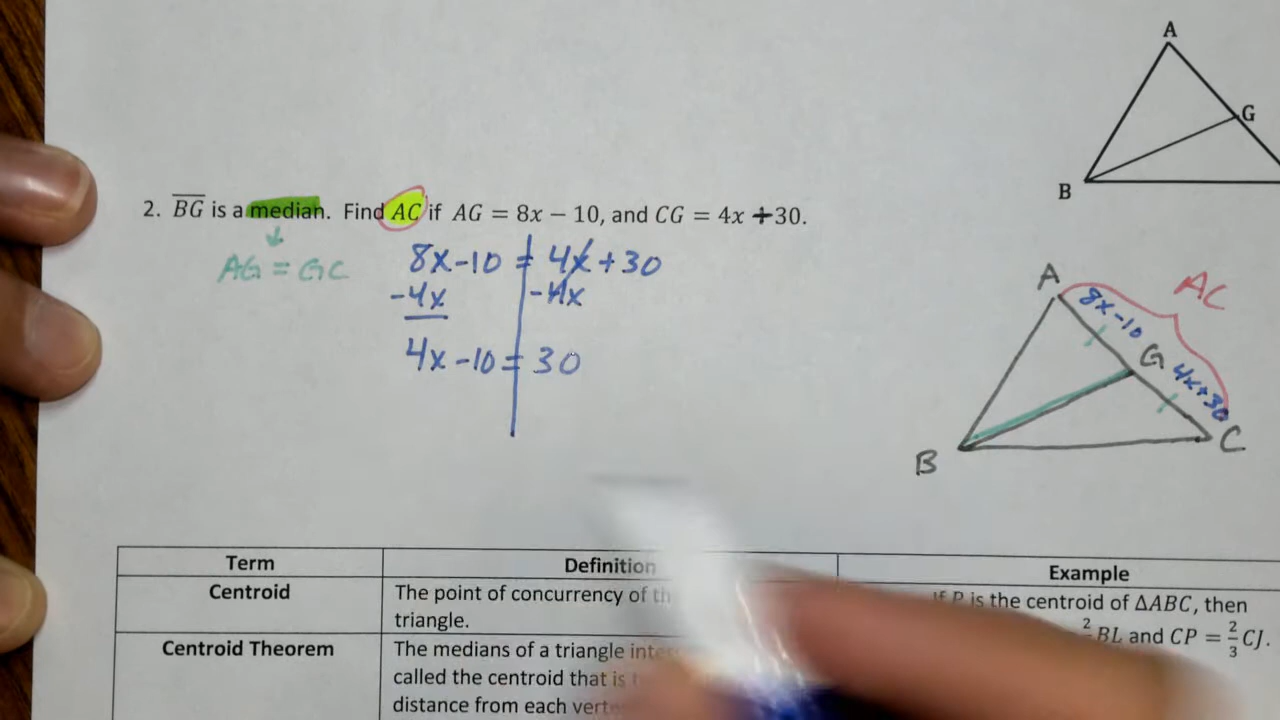 A
G
B
2. BG is a median. Find AC if AG = 8x − 10, and CG = 4x + 30.
AG = GC
8x-10 = 4x+30
-4x -4x
4x-10 = 30
A
AC
8x-10
G
4x+30
C
B
Term Definition Example
Centroid
The point of concurrency of
triangle.
If P is the centroid of ΔABC, then
2/3 BL and CP = 2/3 CJ.
Centroid Theorem
The medians of a triangle
called the centroid that is
distance from each